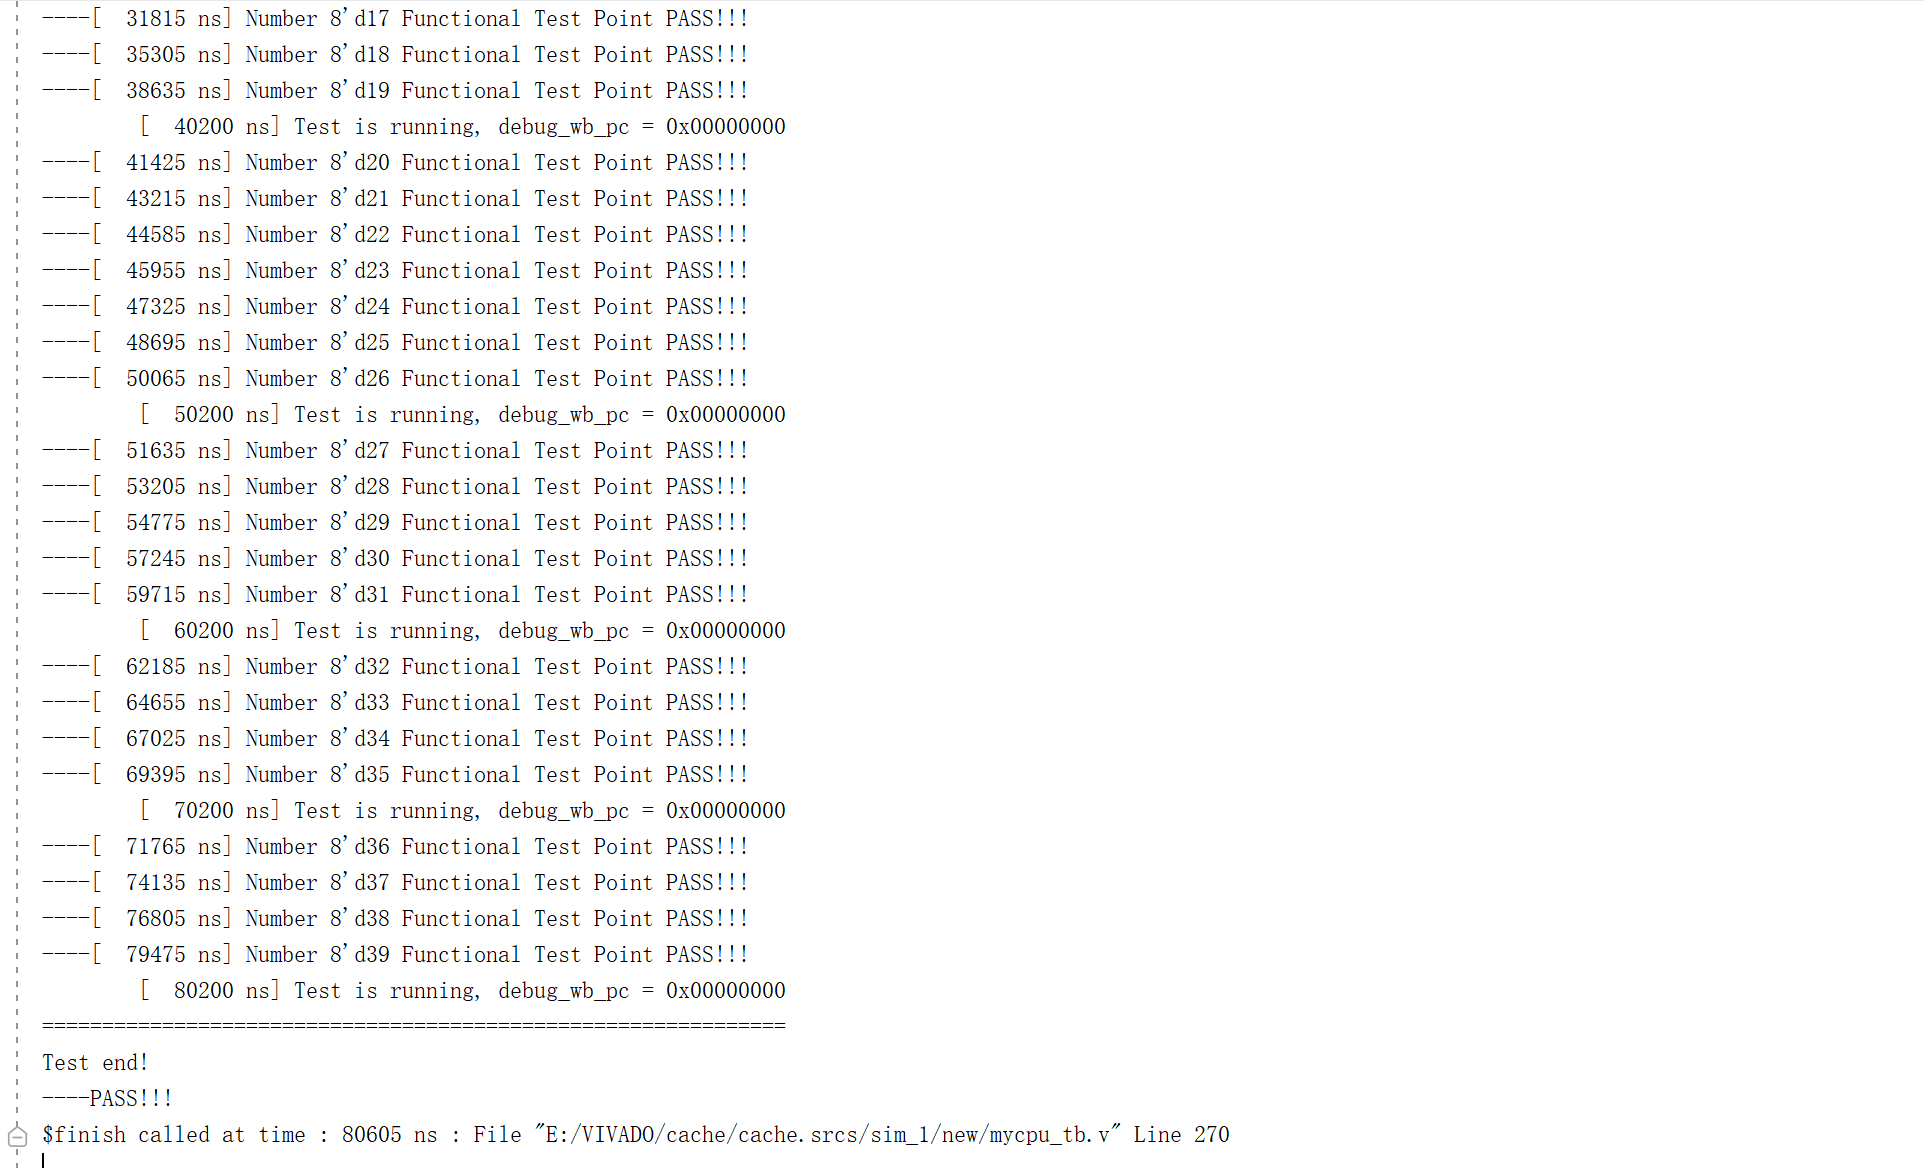 ----[  31815 ns] Number 8'd17 Functional Test Point PASS!!!
----[  35305 ns] Number 8'd18 Functional Test Point PASS!!!
----[  38635 ns] Number 8'd19 Functional Test Point PASS!!!
        [  40200 ns] Test is running, debug_wb_pc = 0x00000000
----[  41425 ns] Number 8'd20 Functional Test Point PASS!!!
----[  43215 ns] Number 8'd21 Functional Test Point PASS!!!
----[  44585 ns] Number 8'd22 Functional Test Point PASS!!!
----[  45955 ns] Number 8'd23 Functional Test Point PASS!!!
----[  47325 ns] Number 8'd24 Functional Test Point PASS!!!
----[  48695 ns] Number 8'd25 Functional Test Point PASS!!!
----[  50065 ns] Number 8'd26 Functional Test Point PASS!!!
        [  50200 ns] Test is running, debug_wb_pc = 0x00000000
----[  51635 ns] Number 8'd27 Functional Test Point PASS!!!
----[  53205 ns] Number 8'd28 Functional Test Point PASS!!!
----[  54775 ns] Number 8'd29 Functional Test Point PASS!!!
----[  57245 ns] Number 8'd30 Functional Test Point PASS!!!
----[  59715 ns] Number 8'd31 Functional Test Point PASS!!!
        [  60200 ns] Test is running, debug_wb_pc = 0x00000000
----[  62185 ns] Number 8'd32 Functional Test Point PASS!!!
----[  64655 ns] Number 8'd33 Functional Test Point PASS!!!
----[  67025 ns] Number 8'd34 Functional Test Point PASS!!!
----[  69395 ns] Number 8'd35 Functional Test Point PASS!!!
        [  70200 ns] Test is running, debug_wb_pc = 0x00000000
----[  71765 ns] Number 8'd36 Functional Test Point PASS!!!
----[  74135 ns] Number 8'd37 Functional Test Point PASS!!!
----[  76805 ns] Number 8'd38 Functional Test Point PASS!!!
----[  79475 ns] Number 8'd39 Functional Test Point PASS!!!
        [  80200 ns] Test is running, debug_wb_pc = 0x00000000
==============================================================
Test end!
----PASS!!!
$finish called at time : 80605 ns : File "E:/VIVADO/cache/cache.srcs/sim_1/new/mycpu_tb.v" Line 270